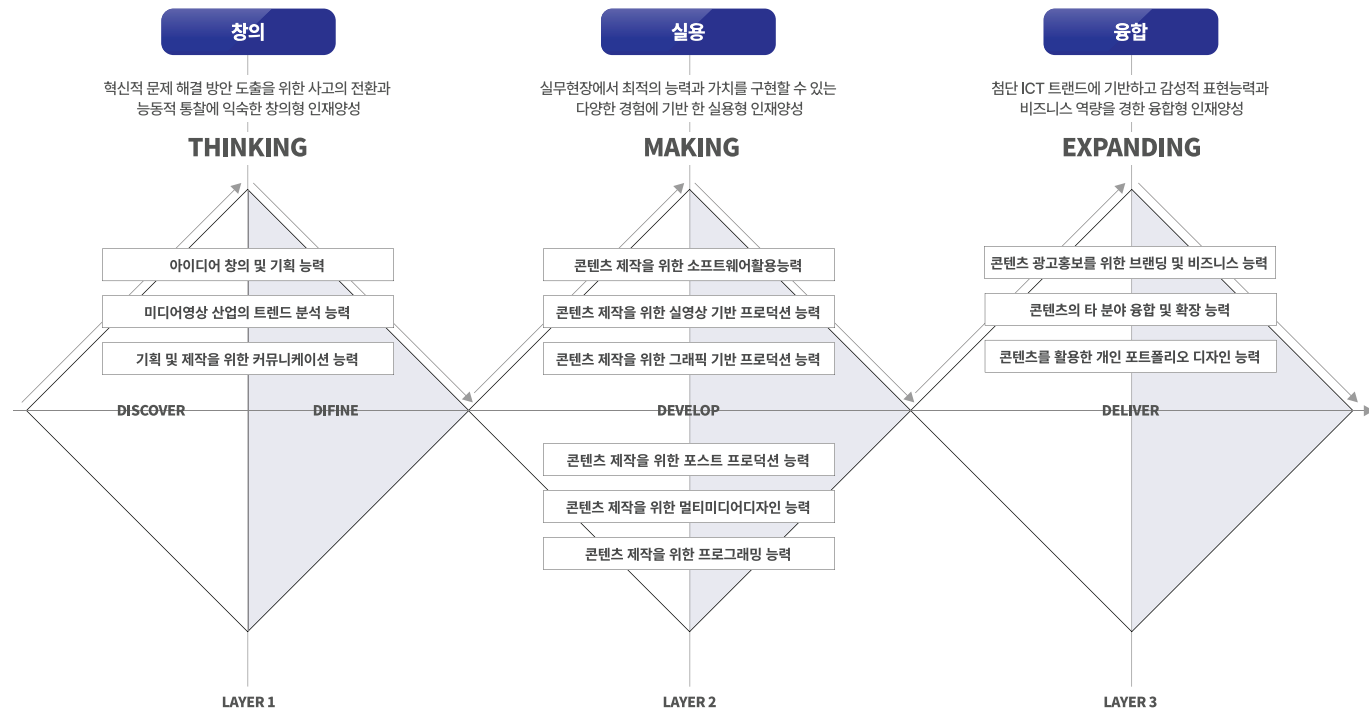 창의
혁신적 문제 해결 방안 도출을 위한 사고의 전환과
능동적 통찰에 익숙한 창의형 인재양성
THINKING
아이디어 창의 및 기획 능력
미디어영상 산업의 트렌드 분석 능력
기획 및 제작을 위한 커뮤니케이션 능력
DISCOVER
DIFINE
LAYER 1
실용
실무현장에서 최적의 능력과 가치를 구현할 수 있는
다양한 경험에 기반 한 실용형 인재양성
MAKING
콘텐츠 제작을 위한 소프트웨어활용능력
콘텐츠 제작을 위한 실영상 기반 프로덕션 능력
콘텐츠 제작을 위한 그래픽 기반 프로덕션 능력
DEVELOP
콘텐츠 제작을 위한 포스트 프로덕션 능력
콘텐츠 제작을 위한 멀티미디어디자인 능력
콘텐츠 제작을 위한 프로그래밍 능력
LAYER 2
융합
첨단 ICT 트랜드에 기반하고 감성적 표현능력과
비즈니스 역량을 겸한 융합형 인재양성
EXPANDING
콘텐츠 광고홍보를 위한 브랜딩 및 비즈니스 능력
콘텐츠의 타 분야 융합 및 확장 능력
콘텐츠를 활용한 개인 포트폴리오 디자인 능력
DELIVER
LAYER 3